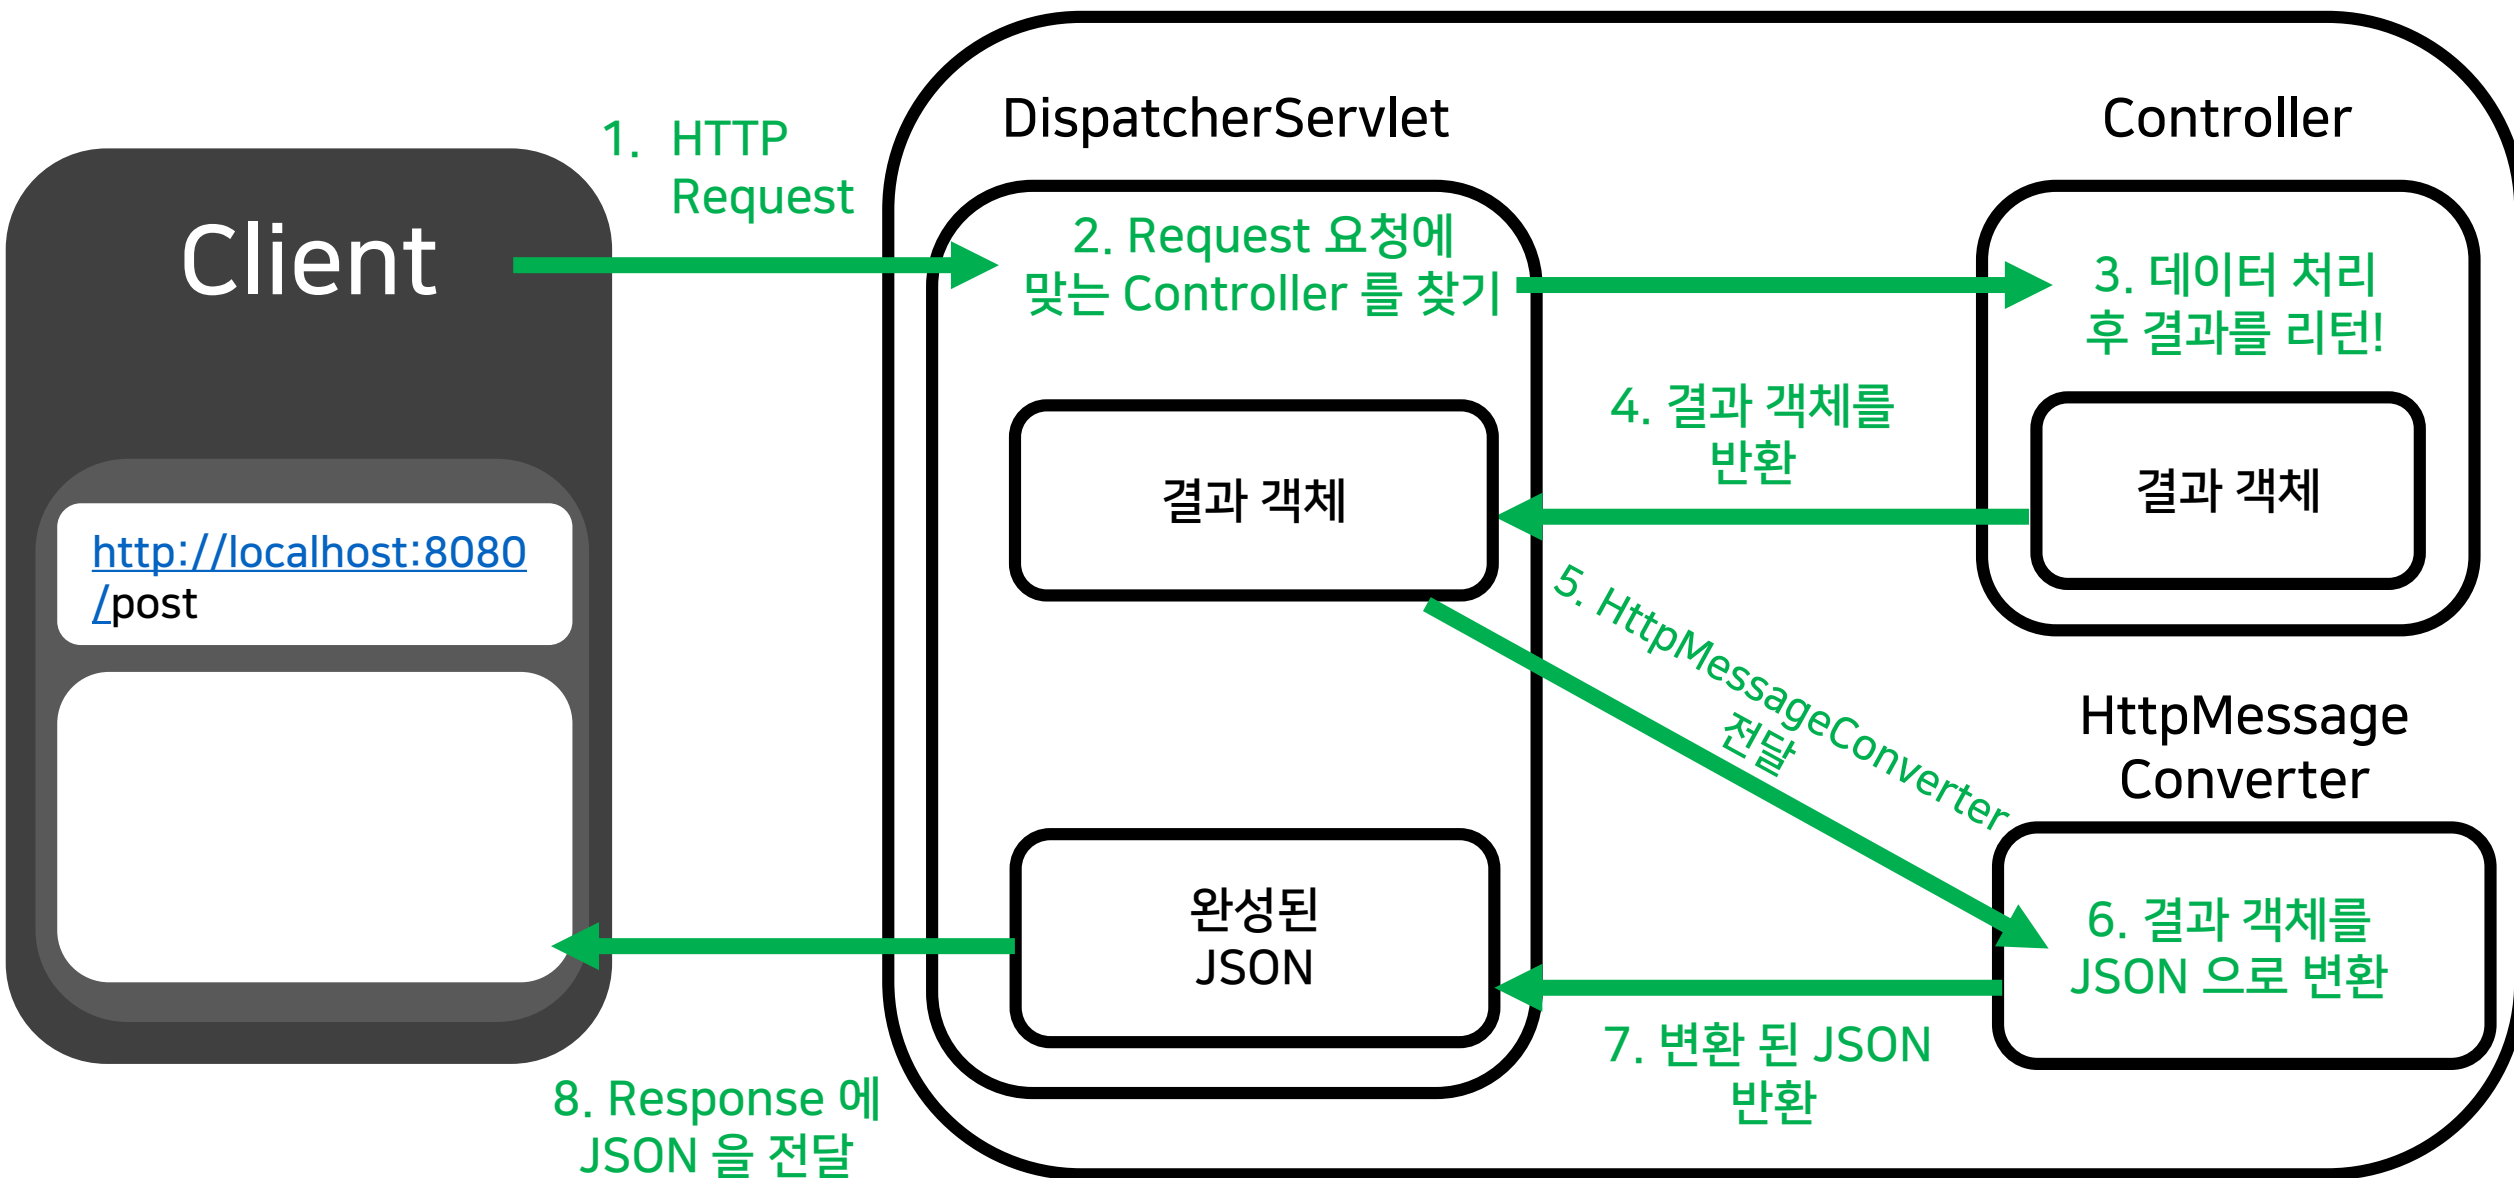 Client
http://localhost:8080
/post
1. HTTP
Request
DispatcherServlet
2. Request 요청에
맞는 Controller 를 찾기
Controller
3. 데이터 처리
후 결과를 리턴!
결과 객체
4. 결과 객체를
반환
결과 객체
5. HttpMessageConverter
전달
HttpMessage
Converter
6. 결과 객체를
JSON 으로 변환
7. 변환 된 JSON
반환
완성된
JSON
8. Response 에
JSON 을 전달